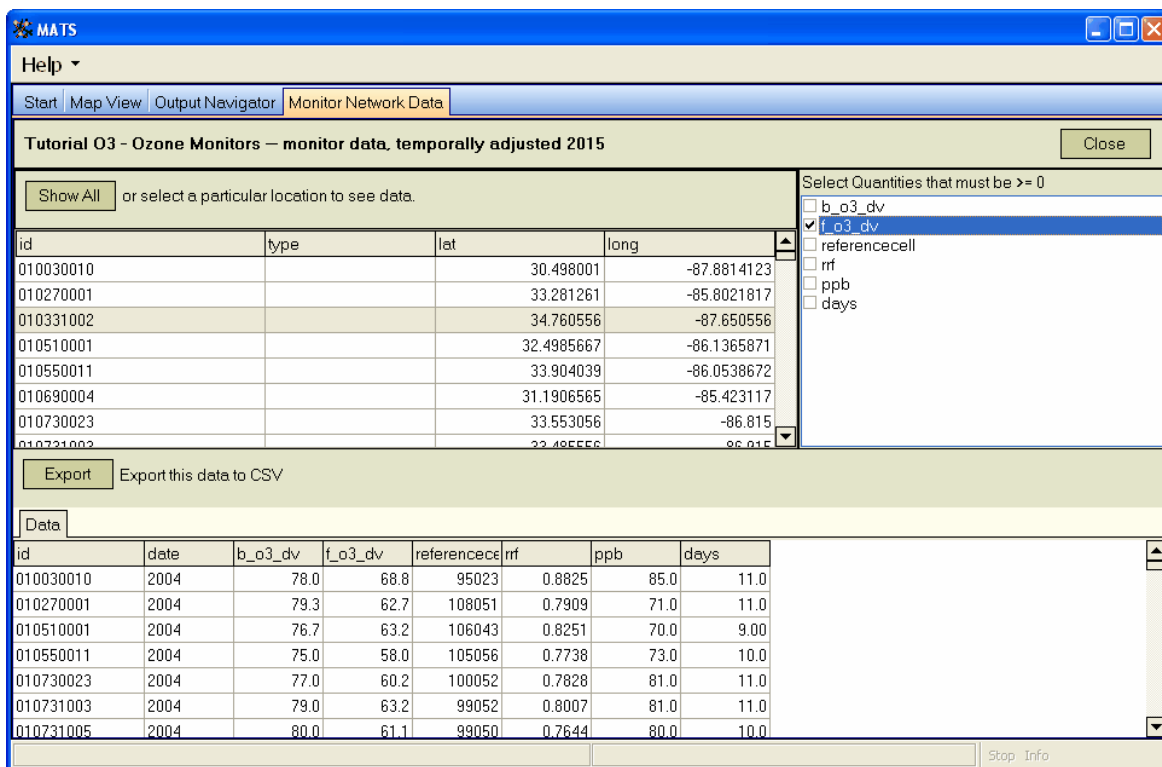 MATS
Help
Start Map View Output Navigator Monitor Network Data
Tutorial O3 - Ozone Monitors — monitor data, temporally adjusted 2015 Close
Show All or select a particular location to see data.
Select Quantities that must be >= 0
b_o3_dv
f_o3_dv
referencecell
rrf
ppb
days
id type lat long
010030010 30.498001 -87.8814123
010270001 33.281261 -85.8021817
010331002 34.760556 -87.650556
010510001 32.4985667 -86.1365871
010550011 33.904039 -86.0538672
010690004 31.1906565 -85.423117
010730023 33.553056 -86.815
010731003 33.485556 -86.915
Export Export this data to CSV
Data
id date b_o3_dv f_o3_dv referencece rrf ppb days
010030010 2004 78.0 68.8 95023 0.8825 85.0 11.0
010270001 2004 79.3 62.7 108051 0.7909 71.0 11.0
010510001 2004 76.7 63.2 106043 0.8251 70.0 9.00
010550011 2004 75.0 58.0 105056 0.7738 73.0 10.0
010730023 2004 77.0 60.2 100052 0.7828 81.0 11.0
010731003 2004 79.0 63.2 99052 0.8007 81.0 11.0
010731005 2004 80.0 61.1 99050 0.7644 80.0 10.0
Stop Info